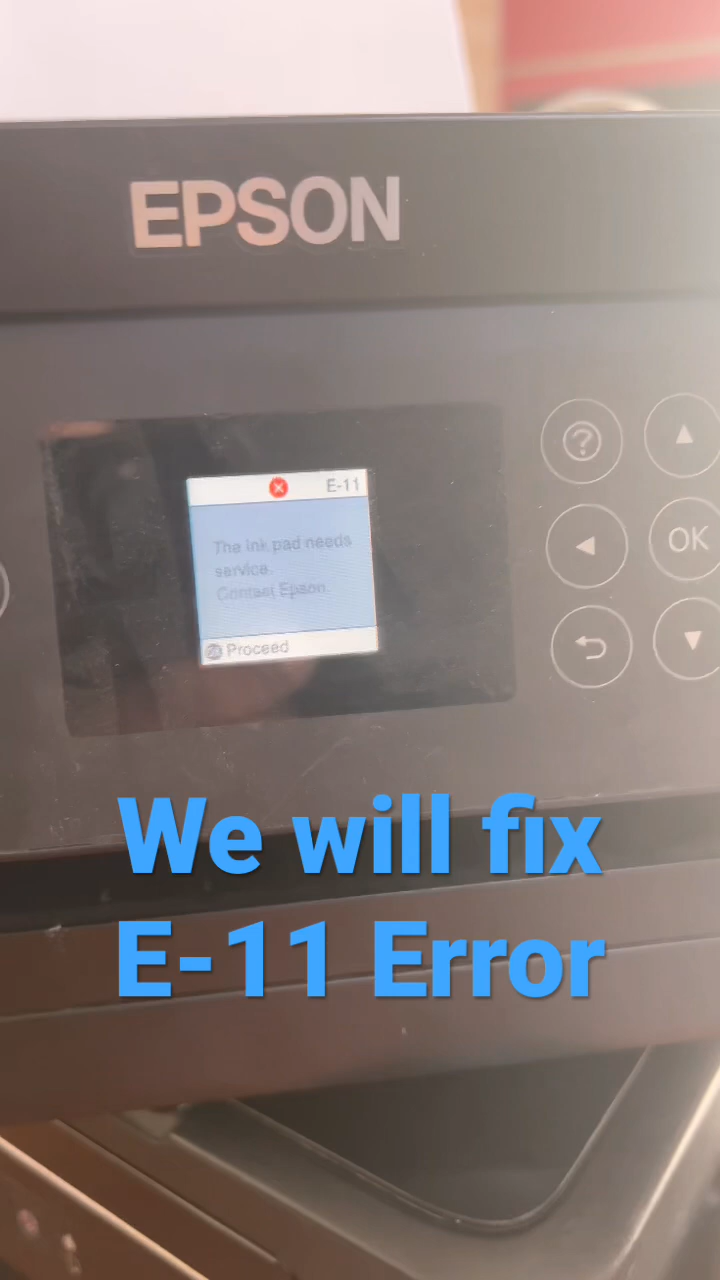 EPSON
E-11
The ink pad needs
service.
Contact Epson.
Proceed
OK
We will fix
E-11 Error